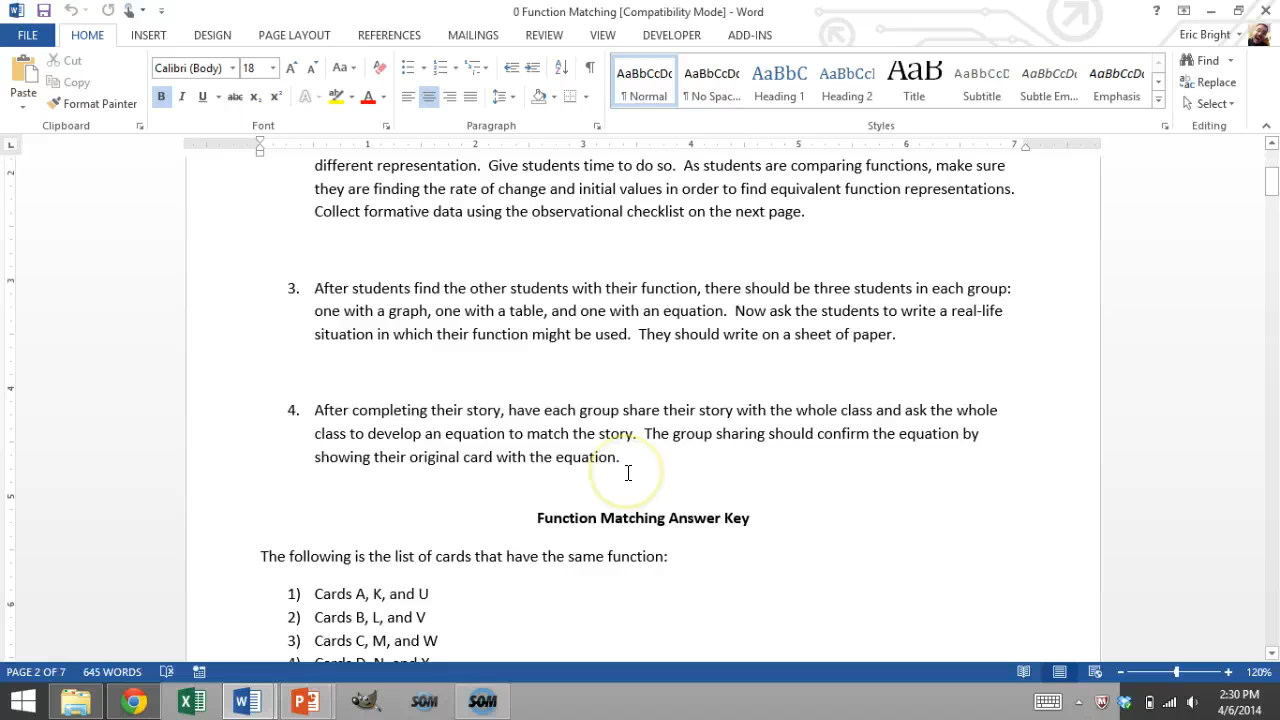 0 Function Matching [Compatibility Mode] - Word
FILE HOME INSERT DESIGN PAGE LAYOUT REFERENCES MAILINGS REVIEW VIEW DEVELOPER ADD-INS Eric Bright
Cut
Copy
Format Painter
Paste
Clipboard
Calibri (Body) 18
Font
Paragraph
AaBbCcDc AaBbCcDc AaBbC AaBbCcl AaB AaBbCcD AaBbCcDc AaBbCcDc
¶ Normal ¶ No Spac... Heading 1 Heading 2 Title Subtitle Subtle Em... Emphasis
Styles
Find
Replace
Select
Editing
1 2 3 4 5 6 7
different representation. Give students time to do so. As students are comparing functions, make sure
they are finding the rate of change and initial values in order to find equivalent function representations.
Collect formative data using the observational checklist on the next page.
3. After students find the other students with their function, there should be three students in each group:
one with a graph, one with a table, and one with an equation. Now ask the students to write a real-life
situation in which their function might be used. They should write on a sheet of paper.
4. After completing their story, have each group share their story with the whole class and ask the whole
class to develop an equation to match the story. The group sharing should confirm the equation by
showing their original card with the equation.
Function Matching Answer Key
The following is the list of cards that have the same function:
1) Cards A, K, and U
2) Cards B, L, and V
3) Cards C, M, and W
PAGE 2 OF 7 645 WORDS 120%
SOM SOM
2:30 PM
4/6/2014